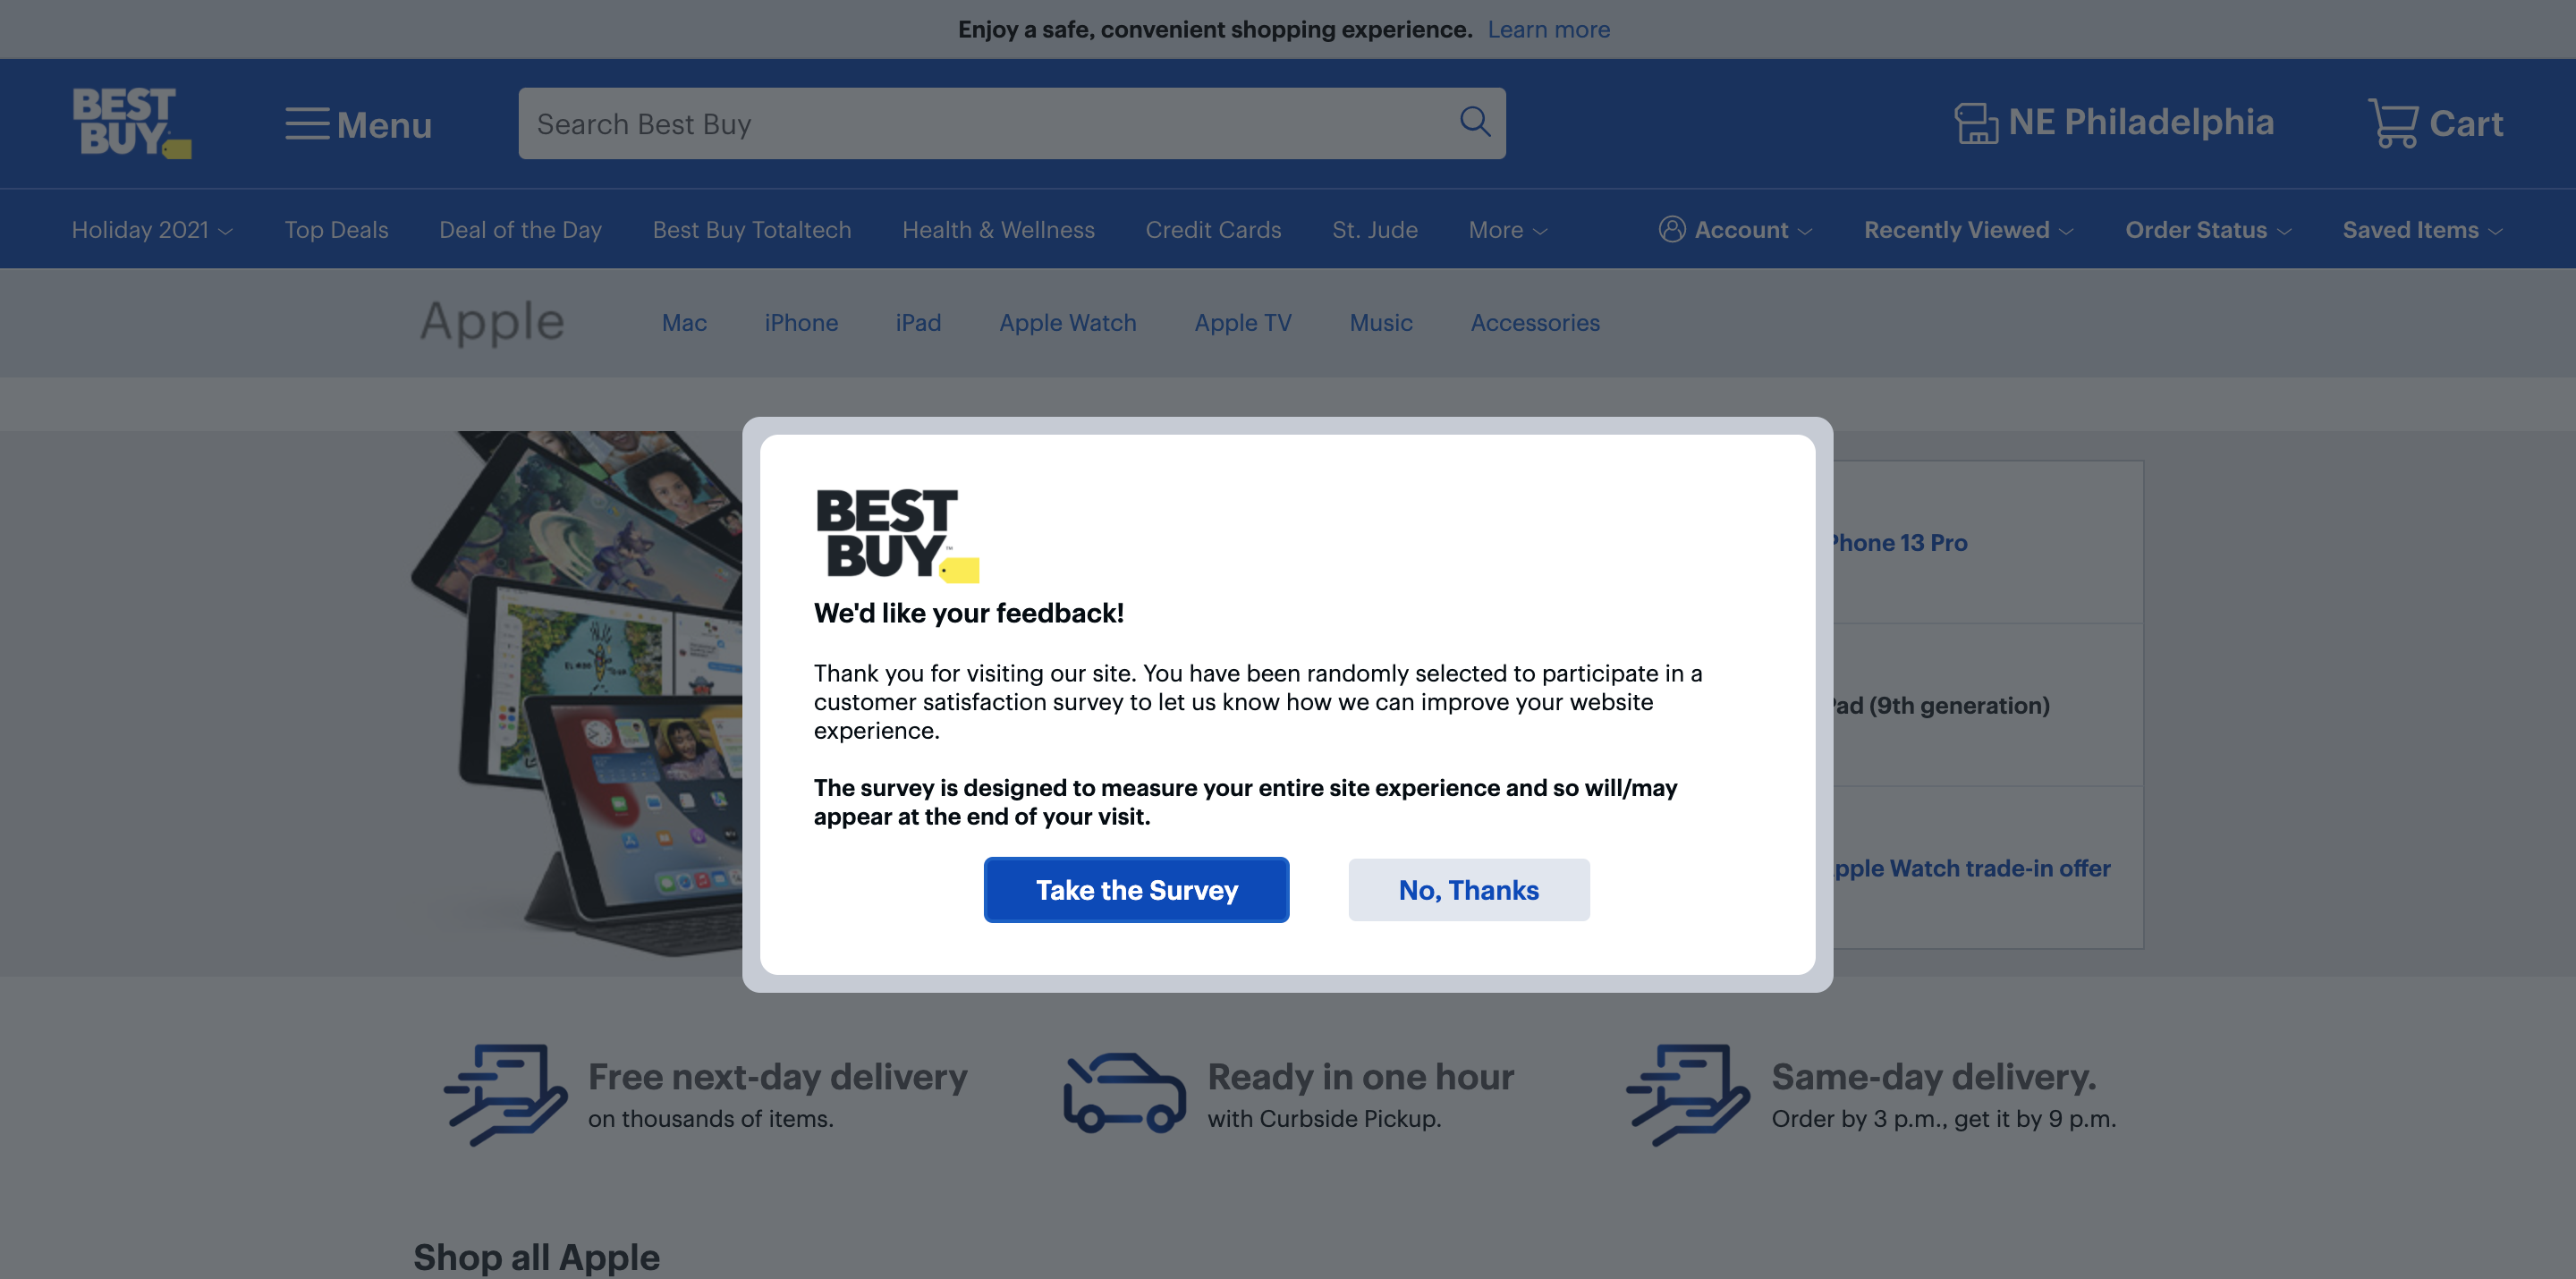 Enjoy a safe, convenient shopping experience. Learn more
BEST
BUY
Menu
Search Best Buy
NE Philadelphia
Cart
Holiday 2021
Top Deals
Deal of the Day
Best Buy Totaltech
Health & Wellness
Credit Cards
St. Jude
More
Account
Recently Viewed
Order Status
Saved Items
Apple
Mac
iPhone
iPad
Apple Watch
Apple TV
Music
Accessories
BEST
BUY™
We'd like your feedback!
Thank you for visiting our site. You have been randomly selected to participate in a
customer satisfaction survey to let us know how we can improve your website
experience.
The survey is designed to measure your entire site experience and so will/may
appear at the end of your visit.
Take the Survey
No, Thanks
Phone 13 Pro
Pad (9th generation)
pple Watch trade-in offer
Free next-day delivery
on thousands of items.
Ready in one hour
with Curbside Pickup.
Same-day delivery.
Order by 3 p.m., get it by 9 p.m.
Shop all Apple